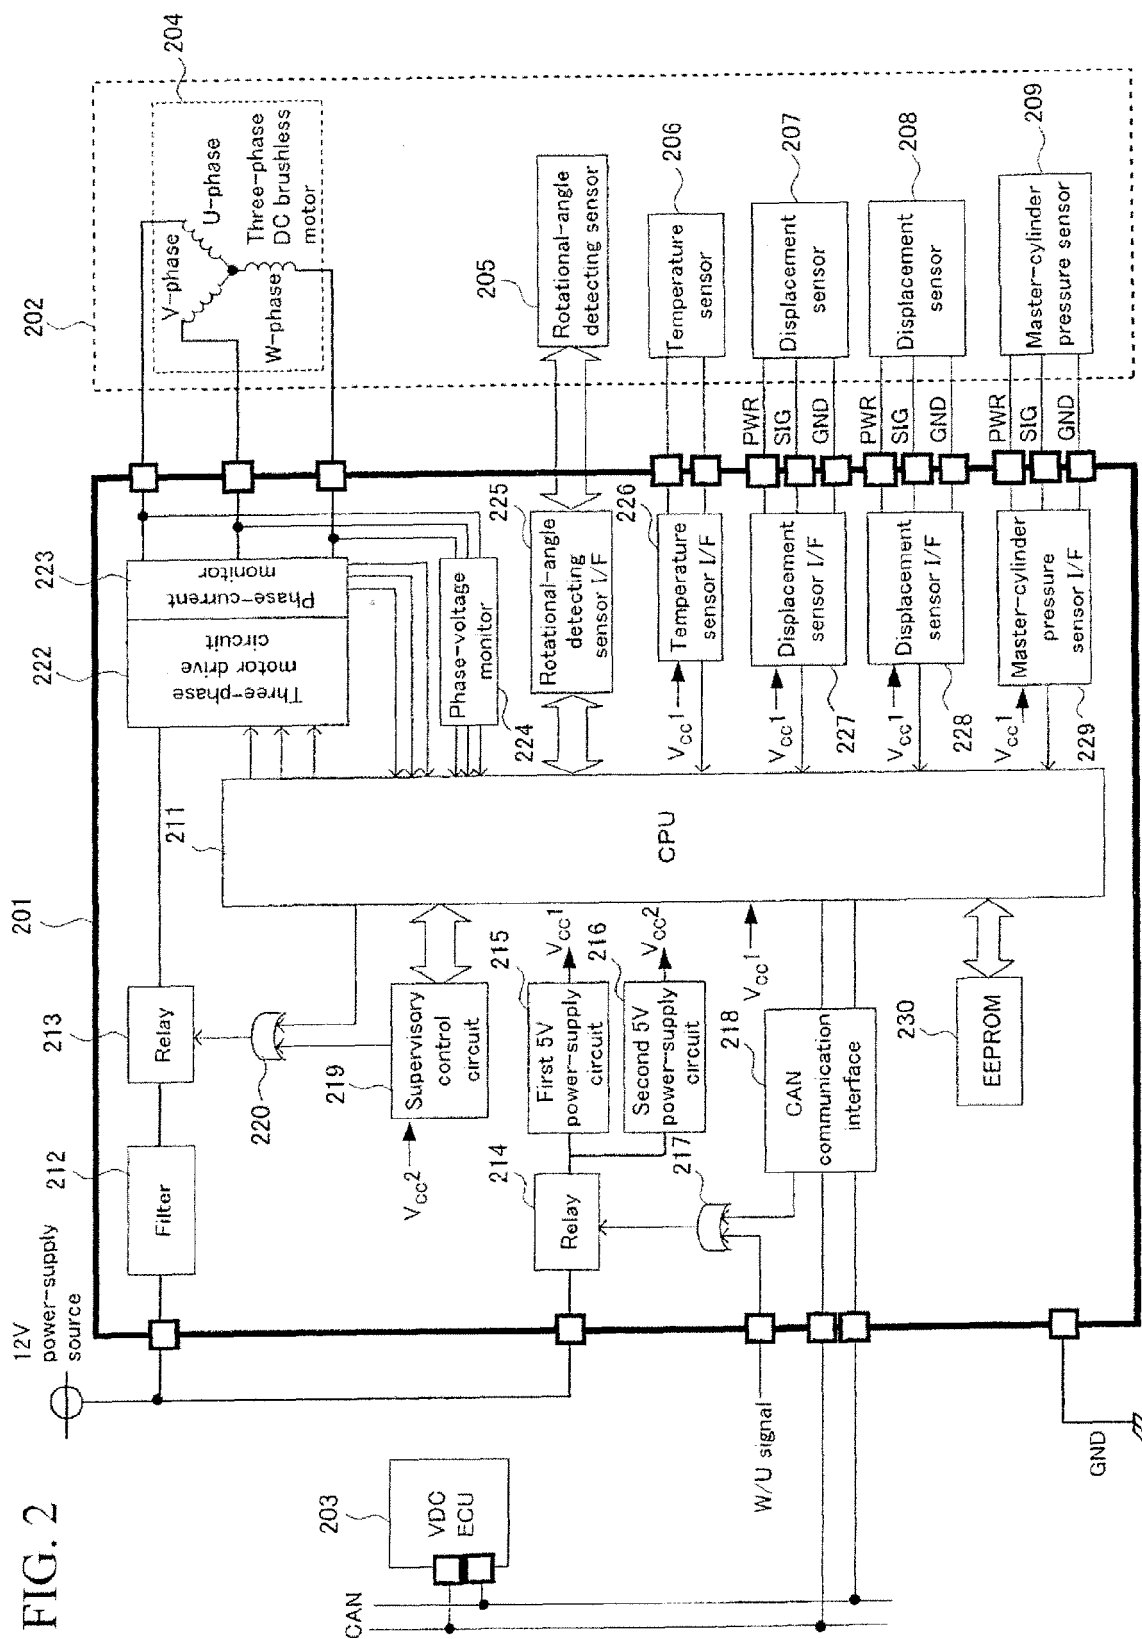 FIG. 2
12V
power-supply
source
201
212
Filter
213
Relay
220
211
CPU
222
Three-phase
motor drive
circuit
223
Phase-current
monitor
202
204
V-phase
U-phase
W-phase
Three-phase
DC brushless
motor
219
Supervisory
control
circuit
Vcc2
224
Phase-voltage
monitor
214
Relay
215
First 5V
power-supply
circuit
Vcc1
216
Second 5V
power-supply
circuit
Vcc2
217
225
Rotational-angle
detecting
sensor I/F
205
Rotational-angle
detecting sensor
226
Temperature
sensor I/F
Vcc1
206
Temperature
sensor
203
VDC
ECU
CAN
W/U signal
218
CAN
communication
interface
Vcc1
Vcc1
Displacement
sensor I/F
227
PWR
SIG
GND
Displacement
sensor
207
Vcc1
Displacement
sensor I/F
228
PWR
SIG
GND
Displacement
sensor
208
230
EEPROM
Vcc1
Master-cylinder
pressure
sensor I/F
229
PWR
SIG
GND
Master-cylinder
pressure sensor
209
GND